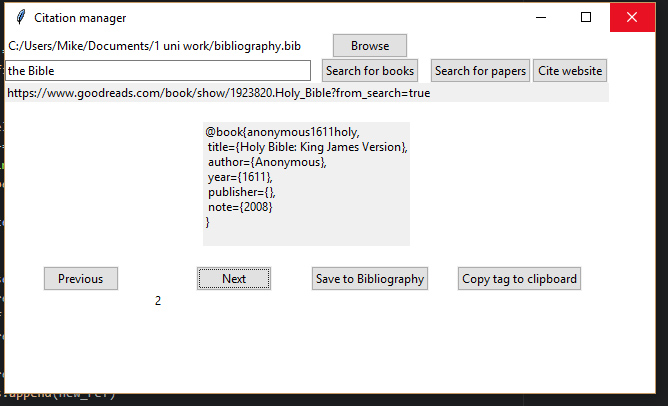 Citation manager
C:/Users/Mike/Documents/1 uni work/bibliography.bib Browse
the Bible Search for books Search for papers Cite website
https://www.goodreads.com/book/show/1923820.Holy_Bible?from_search=true
@book{anonymous1611holy,
title={Holy Bible: King James Version},
author={Anonymous},
year={1611},
publisher={},
note={2008}
}
Previous Next Save to Bibliography Copy tag to clipboard
2
.append(new_ref)